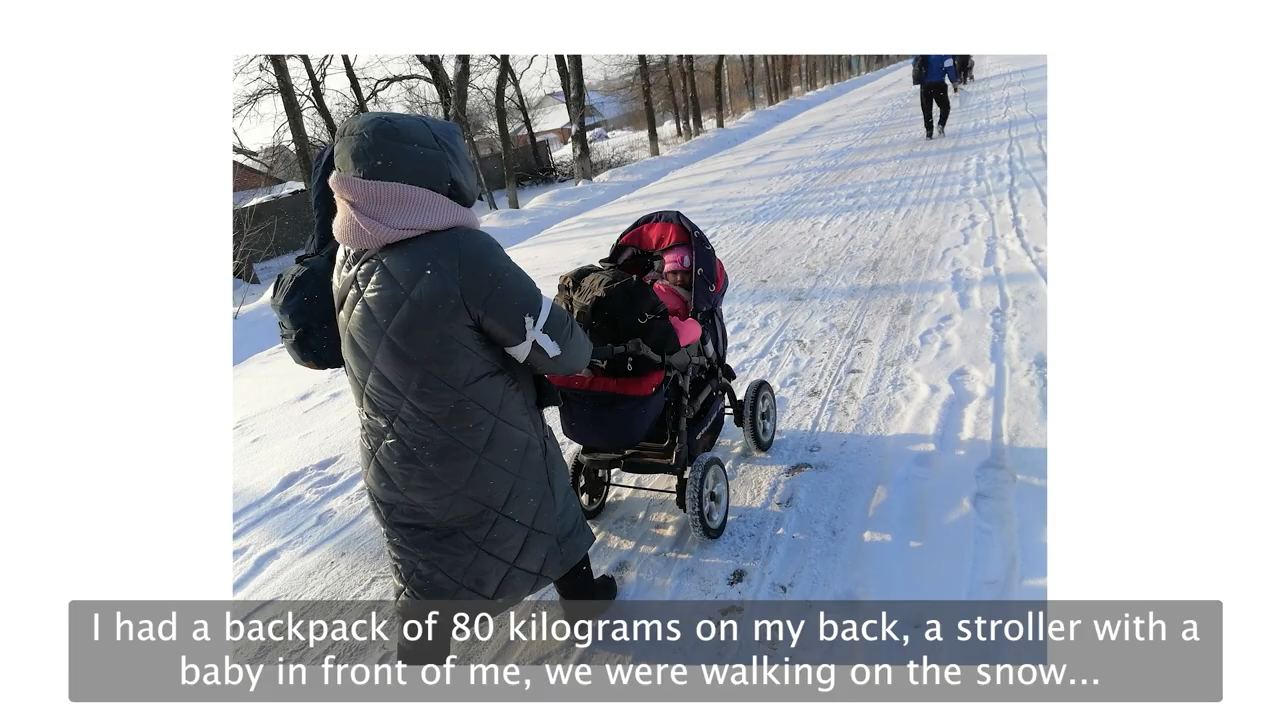 I had a backpack of 80 kilograms on my back, a stroller with a
baby in front of me, we were walking on the snow...